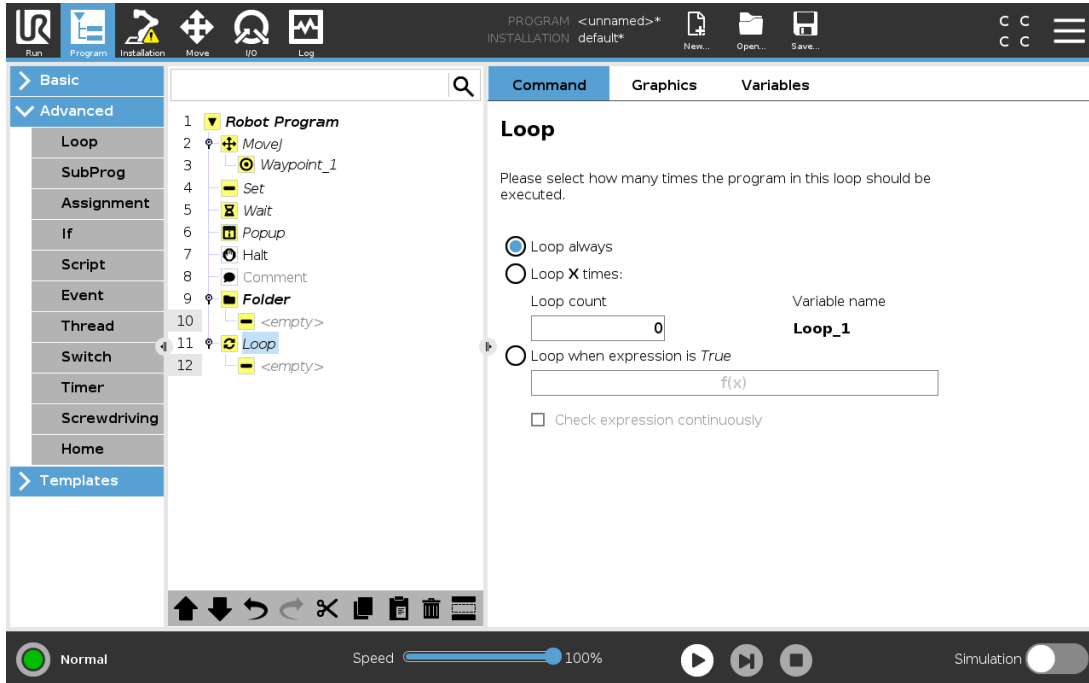 PROGRAM <unnamed>*
INSTALLATION default*
UR
Run
Program
Installation
Move
I/O
Log
New...
Open...
Save...
C C
C C
Basic
Advanced
Loop
SubProg
Assignment
If
Script
Event
Thread
Switch
Timer
Screwdriving
Home
Templates
1 Robot Program
2 MoveJ
3 Waypoint_1
4 Set
5 Wait
6 Popup
7 Halt
8 Comment
9 Folder
10 <empty>
11 Loop
12 <empty>
Command Graphics Variables
Loop
Please select how many times the program in this loop should be
executed.
Loop always
Loop X times:
Loop count Variable name
0 Loop_1
Loop when expression is True
f(x)
Check expression continuously
Normal
Speed 100%
Simulation